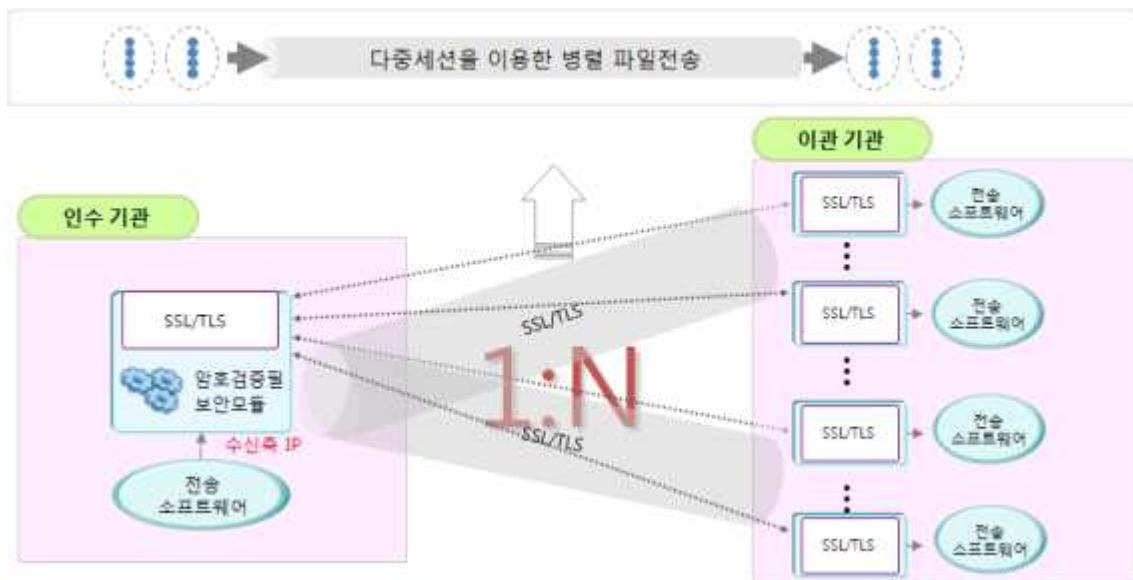 다중세션을 이용한 병렬 파일전송
이관 기관
인수 기관
SSL/TLS
암호검증필
보안모듈
수신측 IP
전송
소프트웨어
SSL/TLS
1:N
SSL/TLS
SSL/TLS
전송
소프트웨어
SSL/TLS
전송
소프트웨어
SSL/TLS
전송
소프트웨어
SSL/TLS
전송
소프트웨어